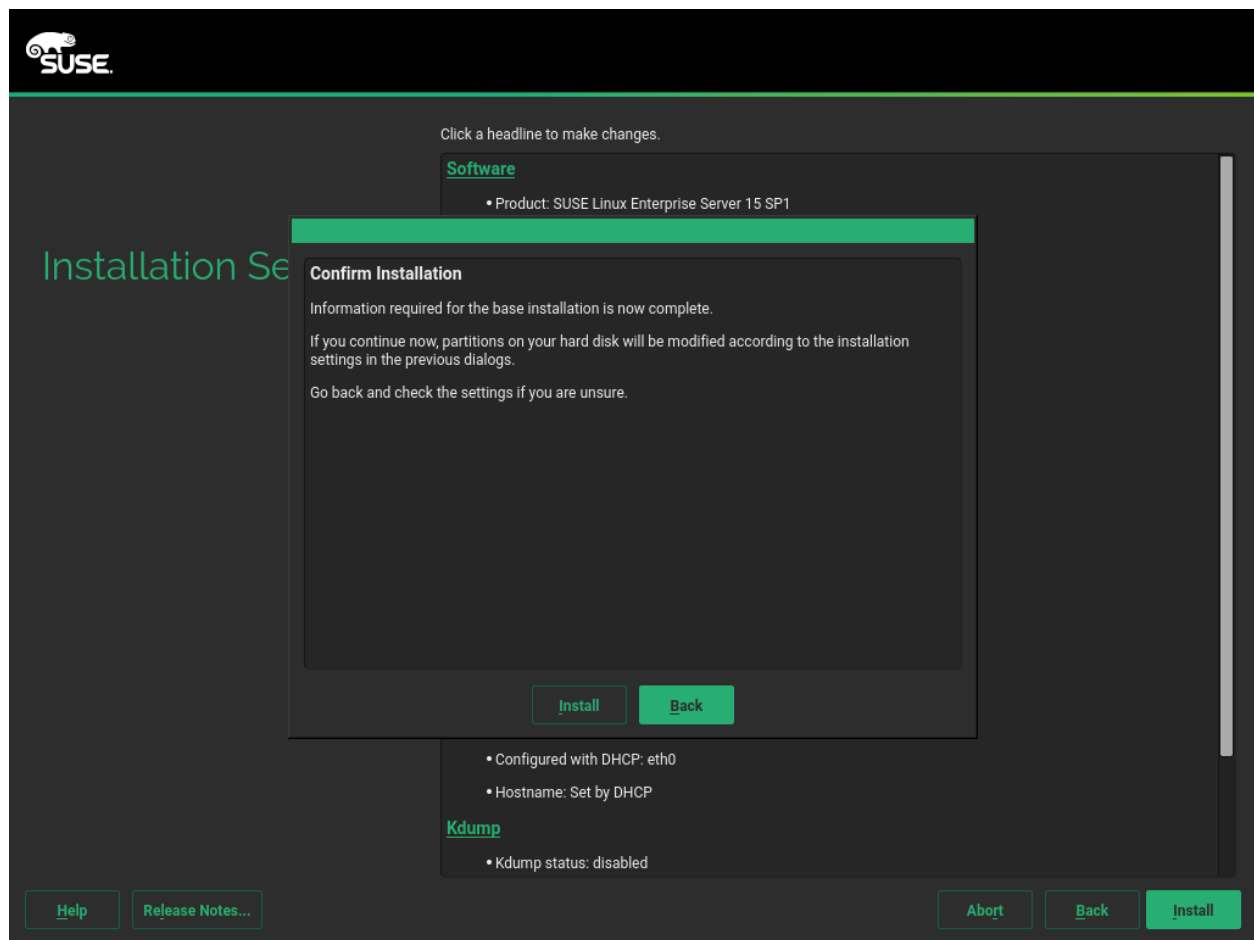 SUSE.
Click a headline to make changes.
Software
• Product: SUSE Linux Enterprise Server 15 SP1
Installation Se
Confirm Installation
Information required for the base installation is now complete.
If you continue now, partitions on your hard disk will be modified according to the installation
settings in the previous dialogs.
Go back and check the settings if you are unsure.
Install
Back
• Configured with DHCP: eth0
• Hostname: Set by DHCP
Kdump
• Kdump status: disabled
Help
Release Notes...
Abort
Back
Install